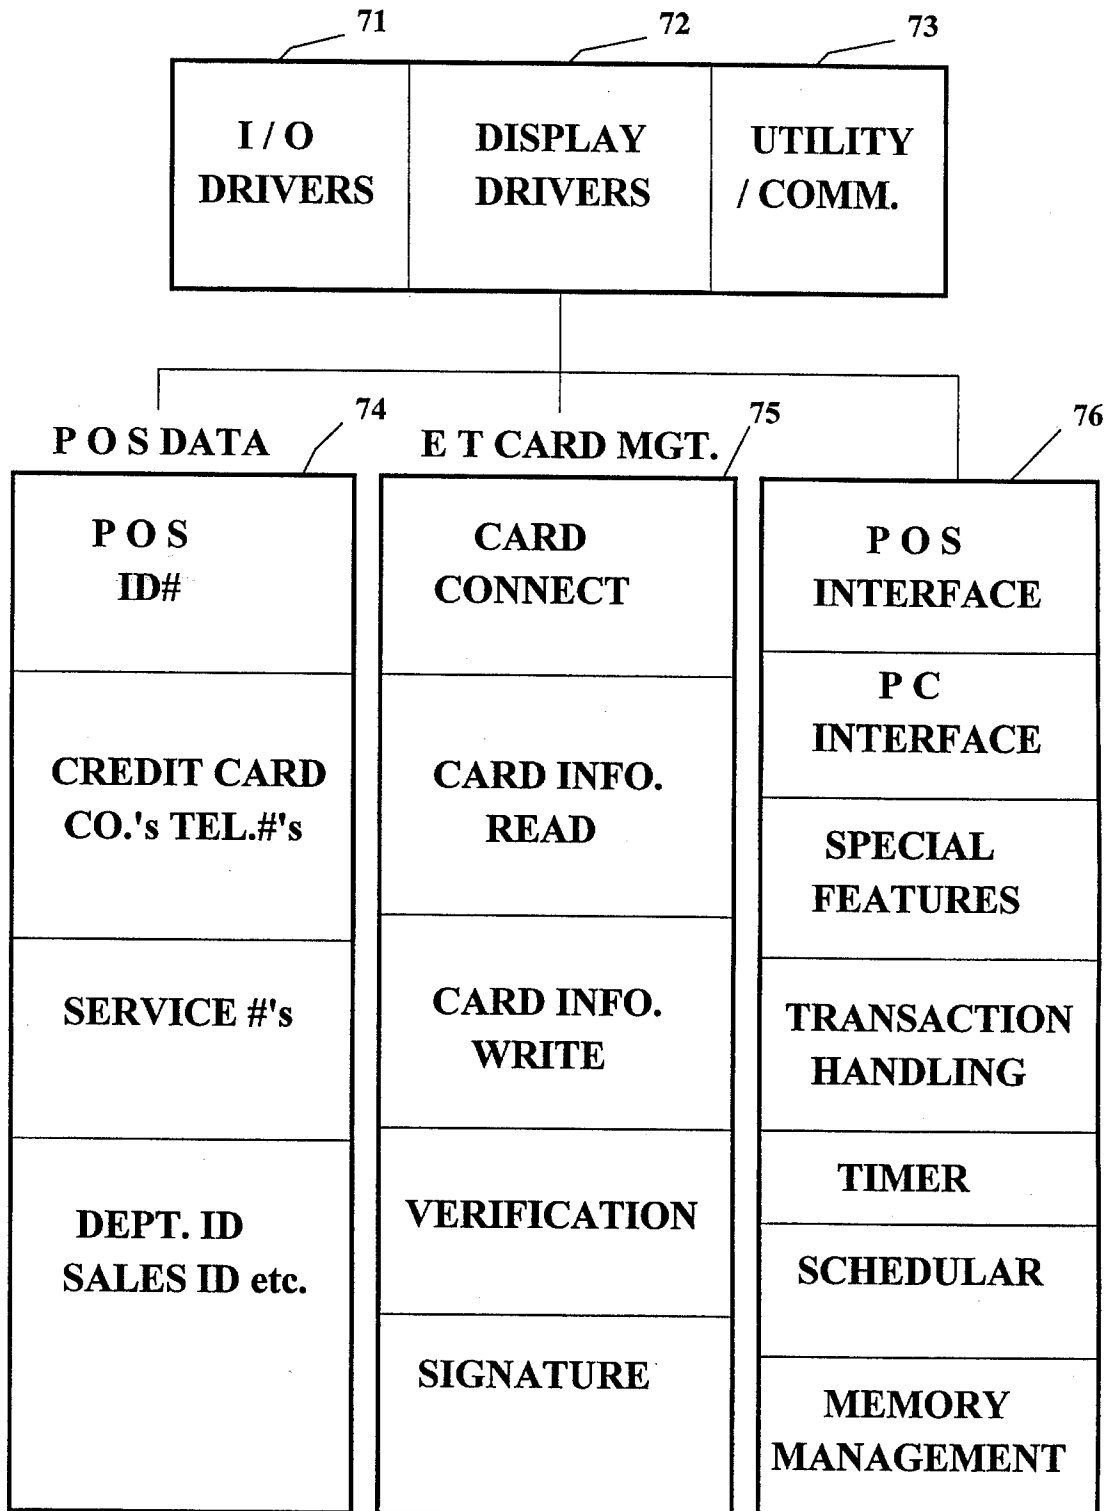 71
72
73
I / O
DRIVERS
DISPLAY
DRIVERS
UTILITY
/ COMM.
74
75
76
P O S DATA
P O S
ID#
CREDIT CARD
CO.'s TEL.#'s
SERVICE #'s
DEPT. ID
SALES ID etc.
E T CARD MGT.
CARD
CONNECT
CARD INFO.
READ
CARD INFO.
WRITE
VERIFICATION
SIGNATURE
P O S
INTERFACE
P C
INTERFACE
SPECIAL
FEATURES
TRANSACTION
HANDLING
TIMER
SCHEDULAR
MEMORY
MANAGEMENT